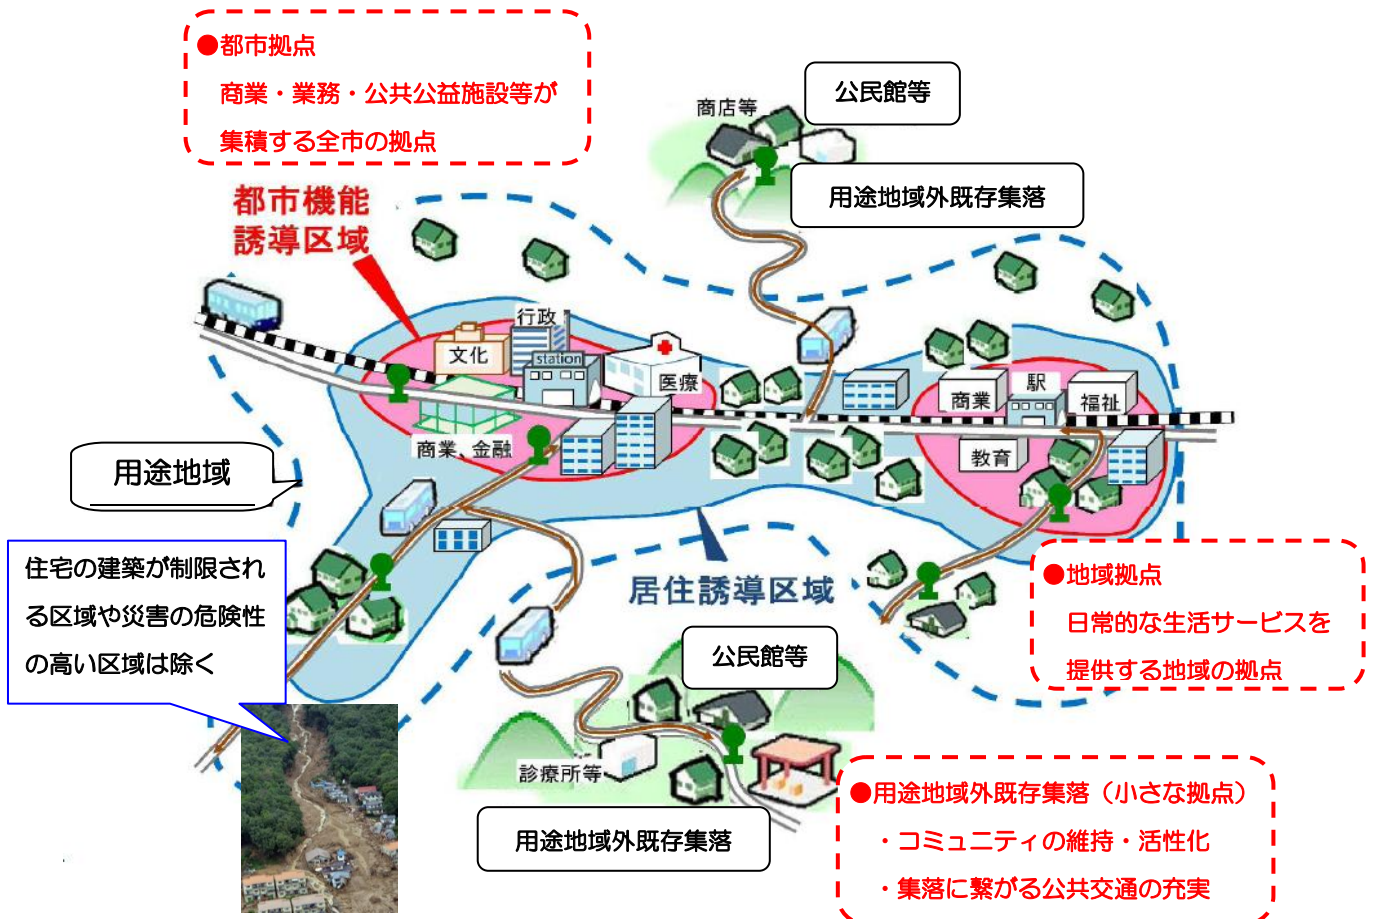 ●都市拠点
商業・業務・公共公益施設等が
集積する全市の拠点
公民館等
商店等
用途地域外既存集落
都市機能
誘導区域
行政
文化
station
医療
商業、金融
商業
駅
福祉
教育
用途地域
住宅の建築が制限され
る区域や災害の危険性
の高い区域は除く
居住誘導区域
●地域拠点
日常的な生活サービスを
提供する地域の拠点
公民館等
診療所等
用途地域外既存集落
●用途地域外既存集落（小さな拠点）
・コミュニティの維持・活性化
・集落に繋がる公共交通の充実